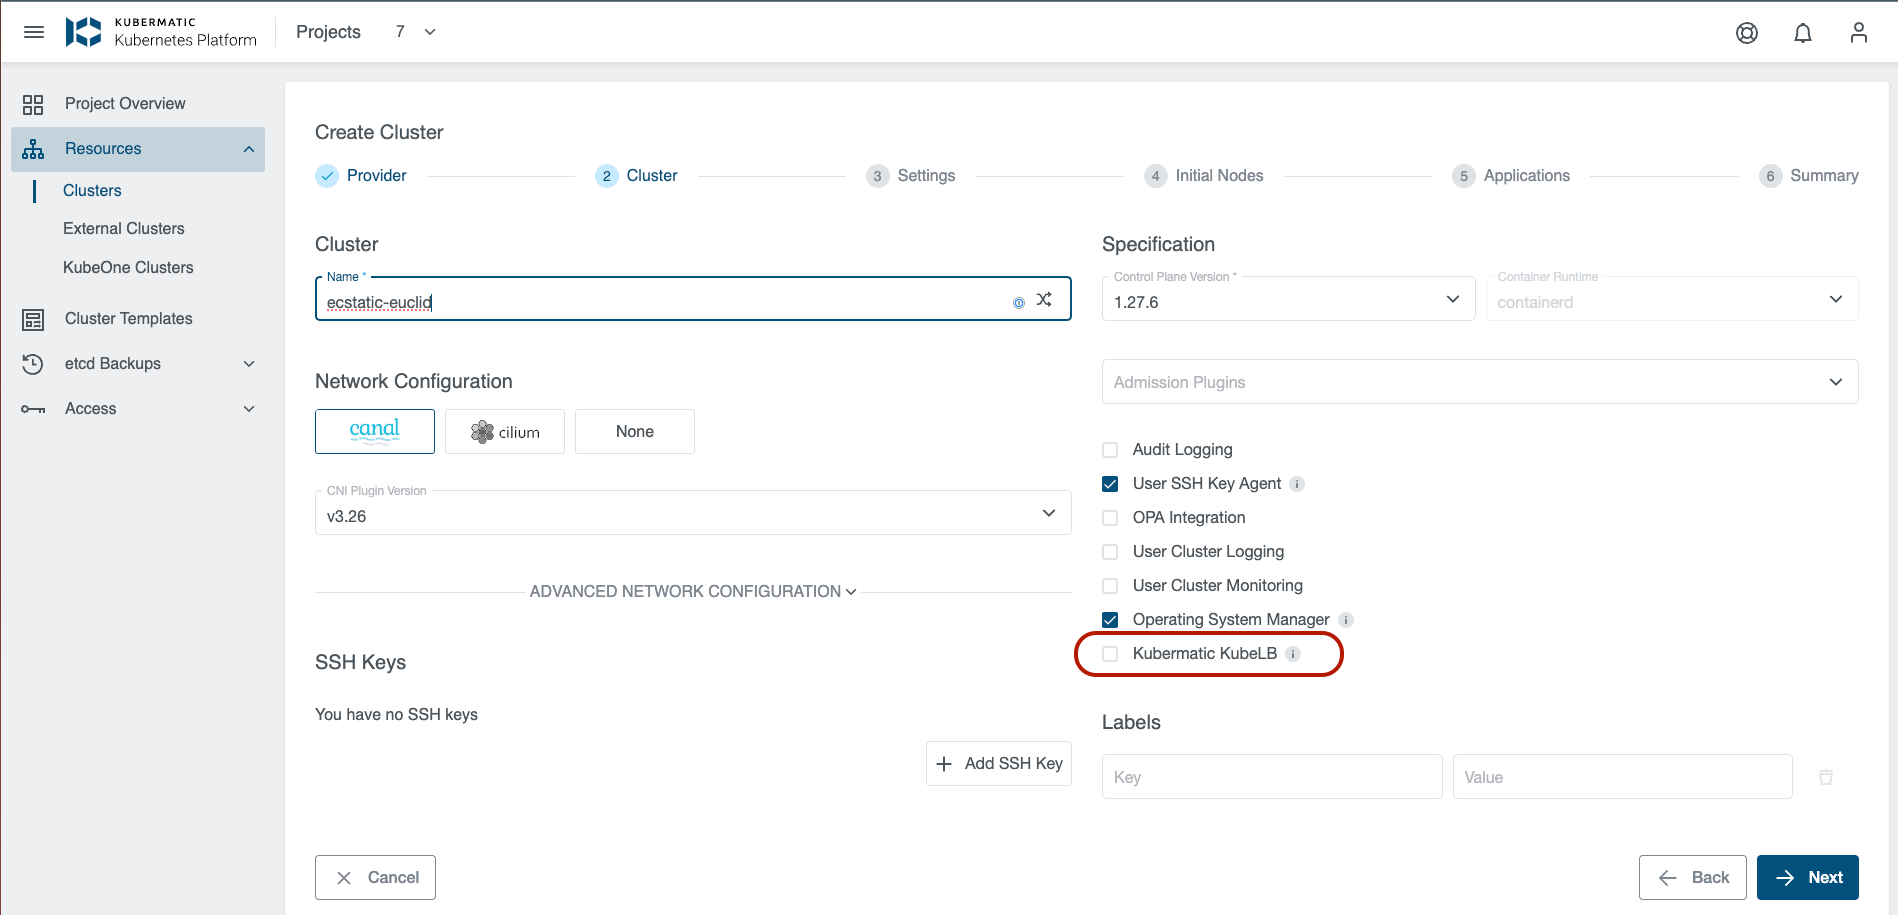 KUBERMATIC
Kubernetes Platform
Projects
7
Project Overview
Resources
Clusters
External Clusters
KubeOne Clusters
Cluster Templates
etcd Backups
Access
Create Cluster
Provider
2 Cluster
3 Settings
4 Initial Nodes
5 Applications
6 Summary
Cluster
Name *
ecstatic-euclid
Network Configuration
canal
cilium
None
CNI Plugin Version
v3.26
ADVANCED NETWORK CONFIGURATION
SSH Keys
You have no SSH keys
Add SSH Key
Specification
Control Plane Version *
1.27.6
Container Runtime
containerd
Admission Plugins
Audit Logging
User SSH Key Agent i
OPA Integration
User Cluster Logging
User Cluster Monitoring
Operating System Manager i
Kubermatic KubeLB i
Labels
Key
Value
Cancel
Back
Next